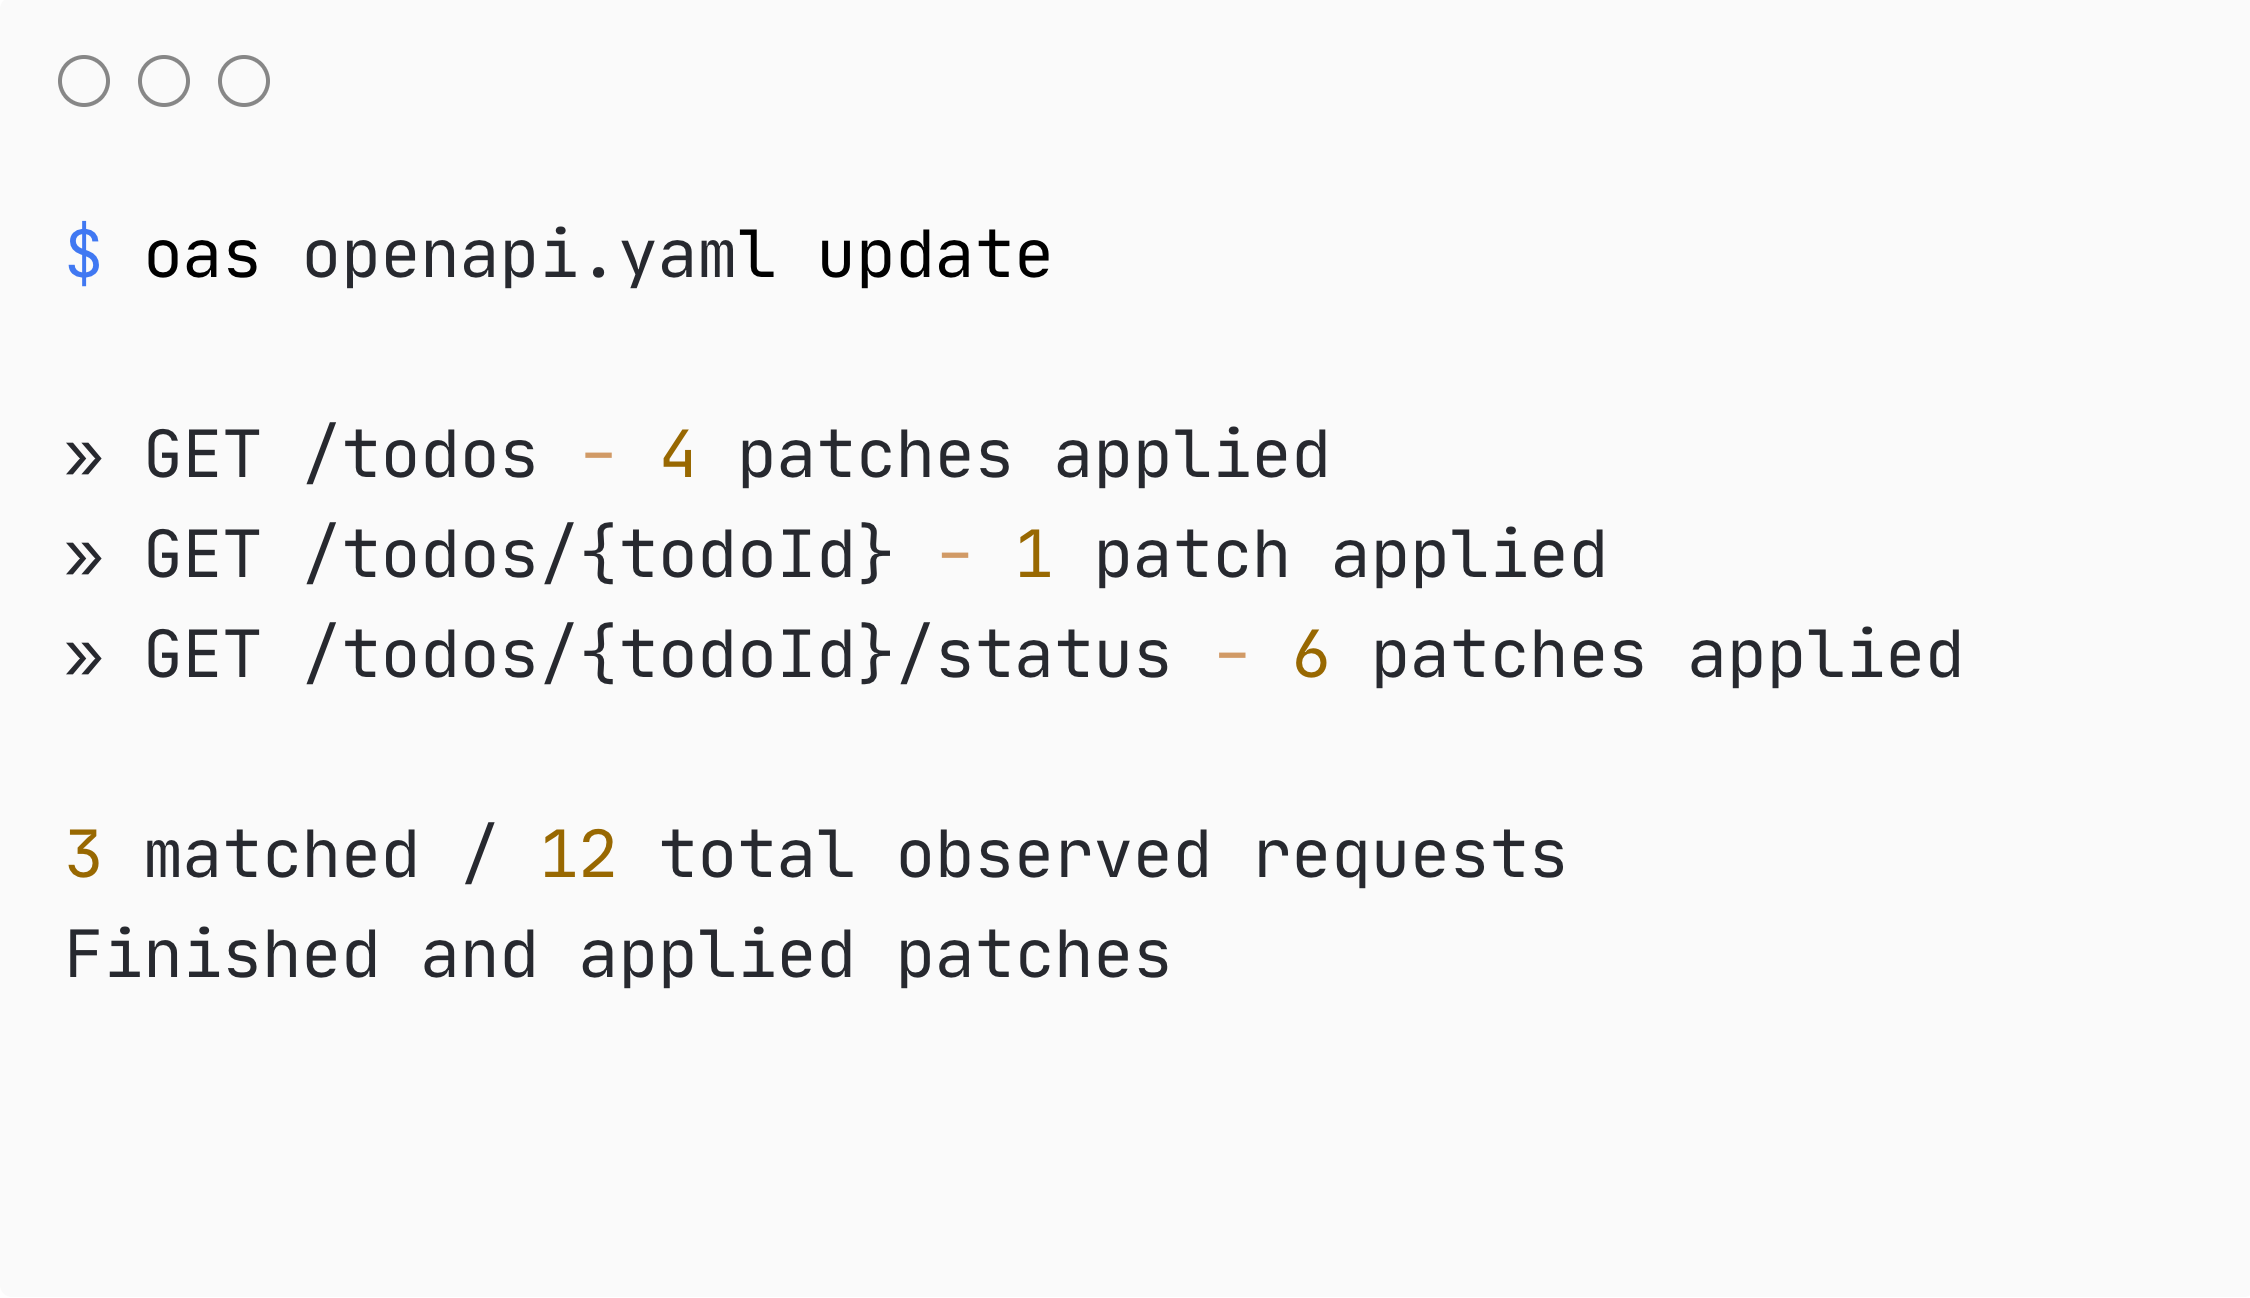 $ oas openapi.yaml update
» GET /todos - 4 patches applied
» GET /todos/{todoId} - 1 patch applied
» GET /todos/{todoId}/status - 6 patches applied
3 matched / 12 total observed requests
Finished and applied patches